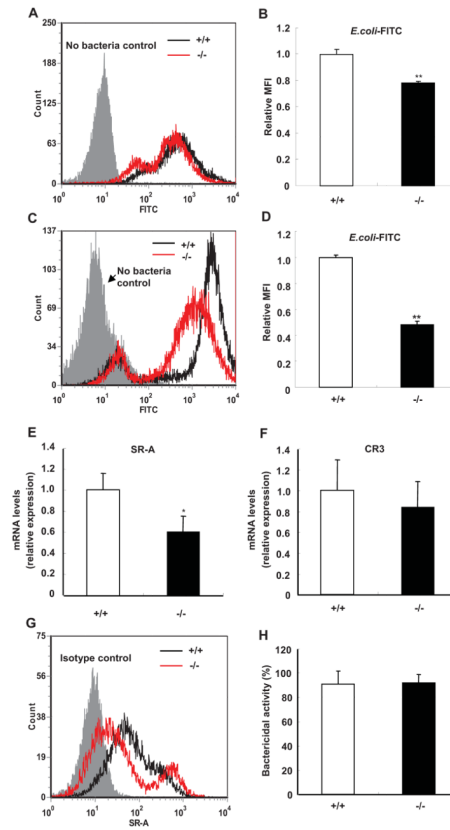 A
250
188
125
63
0
Count
No bacteria control
+/+
-/-
10⁰ 10¹ 10² 10³ 10⁴
FITC
B
E.coli-FITC
1.2
1.0
0.8
0.6
0.4
0.2
0
Relative MFI
**
+/+ -/-
C
137
103
69
34
0
Count
No bacteria
control
+/+
-/-
10⁰ 10¹ 10² 10³ 10⁴
FITC
D
E.coli-FITC
1.2
1.0
0.8
0.6
0.4
0.2
0
Relative MFI
**
+/+ -/-
E
SR-A
1.4
1.2
1.0
0.8
0.6
0.4
0.2
0
mRNA levels
(relative expression)
*
+/+ -/-
F
CR3
1.4
1.2
1.0
0.8
0.6
0.4
0.2
0
mRNA levels
(relative expression)
+/+ -/-
G
75
56
38
19
0
Count
Isotype control
+/+
-/-
10⁰ 10¹ 10² 10³ 10⁴
SR-A
H
120
100
80
60
40
20
0
Bactericidal activity (%)
+/+ -/-